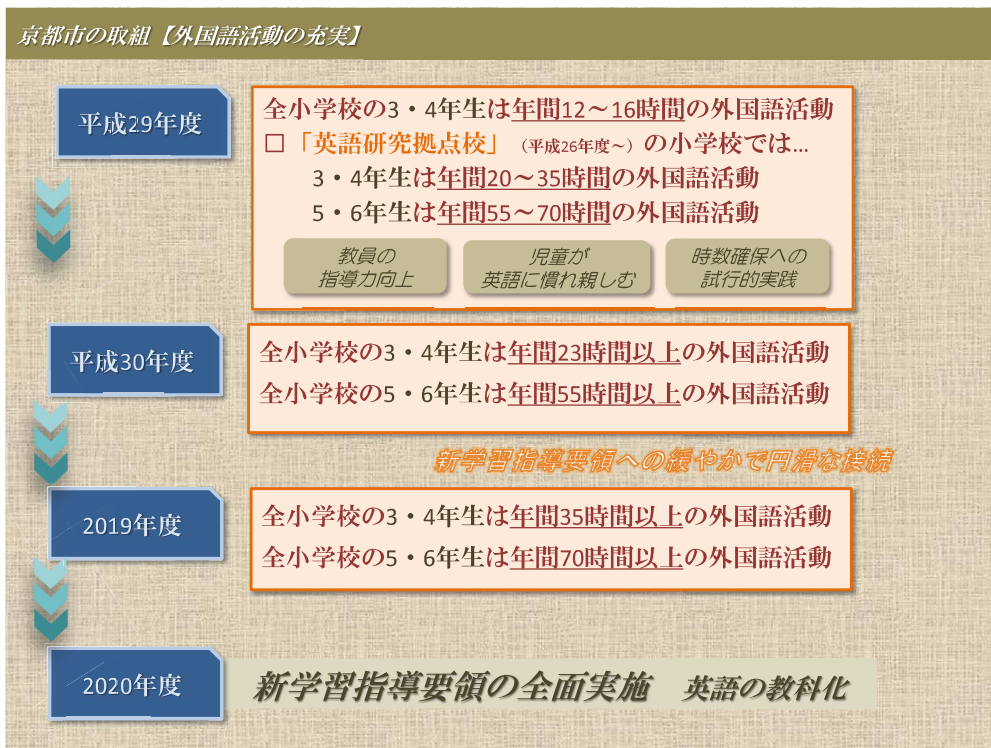 京都市の取組【外国語活動の充実】
平成29年度
全小学校の3・4年生は年間12～16時間の外国語活動
□「英語研究拠点校」（平成26年度～）の小学校では…
3・4年生は年間20～35時間の外国語活動
5・6年生は年間55～70時間の外国語活動
教員の
指導力向上
児童が
英語に慣れ親しむ
時数確保への
試行的実践
平成30年度
全小学校の3・4年生は年間23時間以上の外国語活動
全小学校の5・6年生は年間55時間以上の外国語活動
新学習指導要領への緩やかで円滑な接続
2019年度
全小学校の3・4年生は年間35時間以上の外国語活動
全小学校の5・6年生は年間70時間以上の外国語活動
2020年度
新学習指導要領の全面実施　英語の教科化